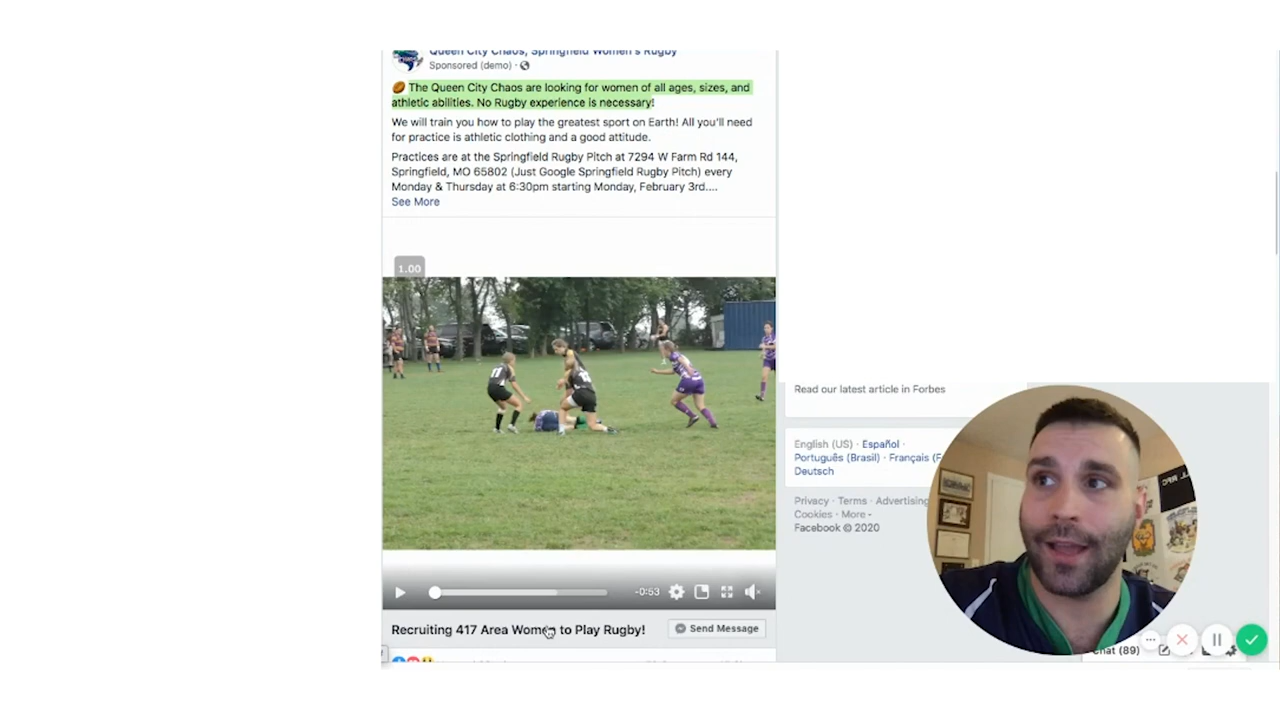 Queen City Chaos, Springfield Women's Rugby
Sponsored (demo) ·
The Queen City Chaos are looking for women of all ages, sizes, and
athletic abilities. No Rugby experience is necessary!
We will train you how to play the greatest sport on Earth! All you'll need
for practice is athletic clothing and a good attitude.
Practices are at the Springfield Rugby Pitch at 7294 W Farm Rd 144,
Springfield, MO 65802 (Just Google Springfield Rugby Pitch) every
Monday & Thursday at 6:30pm starting Monday, February 3rd....
See More
1.00
11
-0:53
Recruiting 417 Area Women to Play Rugby!
Send Message
Read our latest article in Forbes
English (US) · Español ·
Português (Brasil) · Français (F
Deutsch
Privacy · Terms · Advertising
Cookies · More
Facebook © 2020
Chat (89)